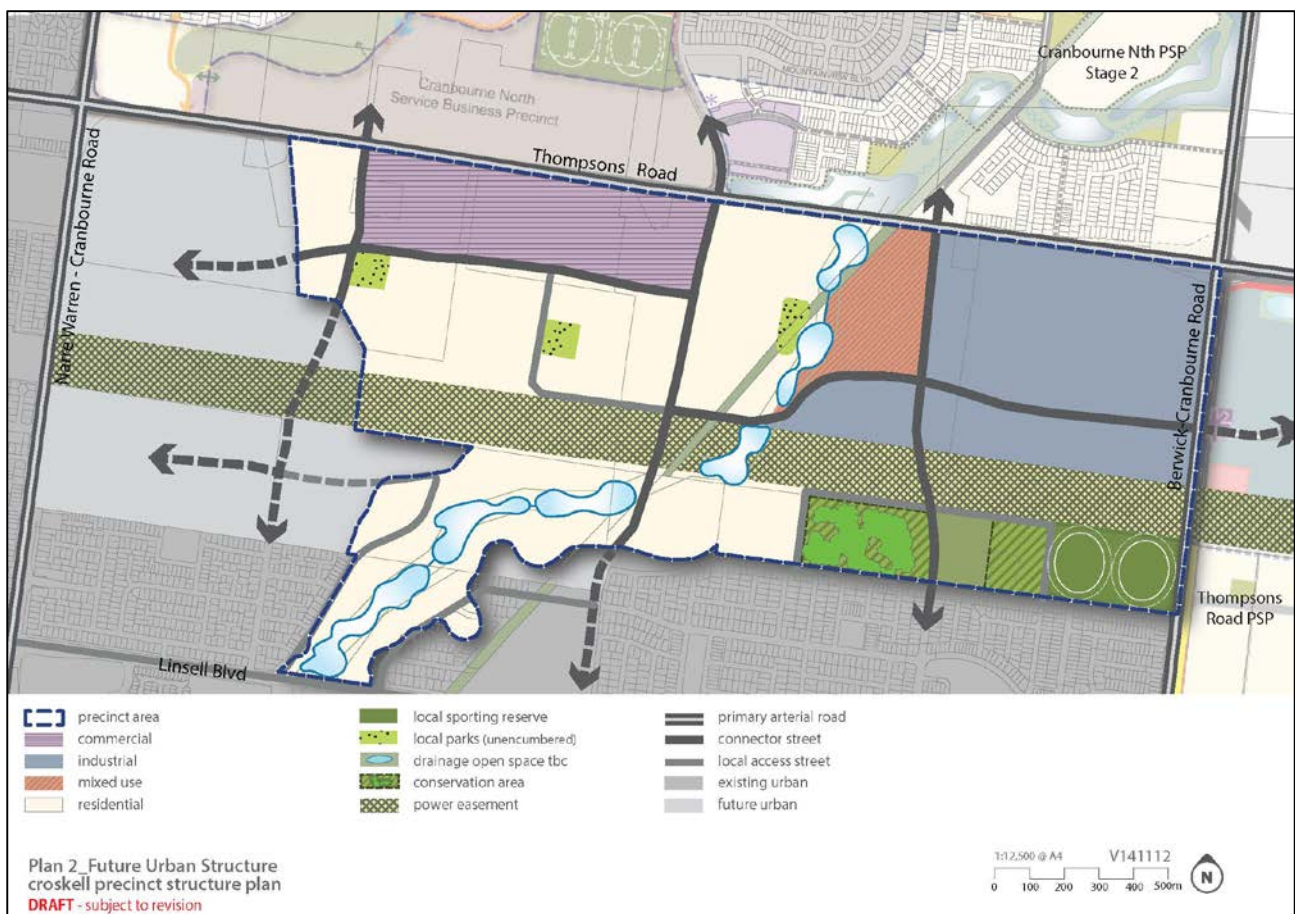 Cranbourne Nth PSP
Stage 2
MOUNTAINVIEW BLVD
Cranbourne North
Service Business Precinct
Thompsons Road
Narre Warren - Cranbourne Road
Berwick-Cranbourne Road
Thompsons
Road PSP
Linsell Blvd
precinct area
commercial
industrial
mixed use
residential
local sporting reserve
local parks (unencumbered)
drainage open space tbc
conservation area
power easement
primary arterial road
connector street
local access street
existing urban
future urban
Plan 2_Future Urban Structure
croskell precinct structure plan
DRAFT - subject to revision
1:12,500 @ A4 V141112
0 100 200 300 400 500m
N